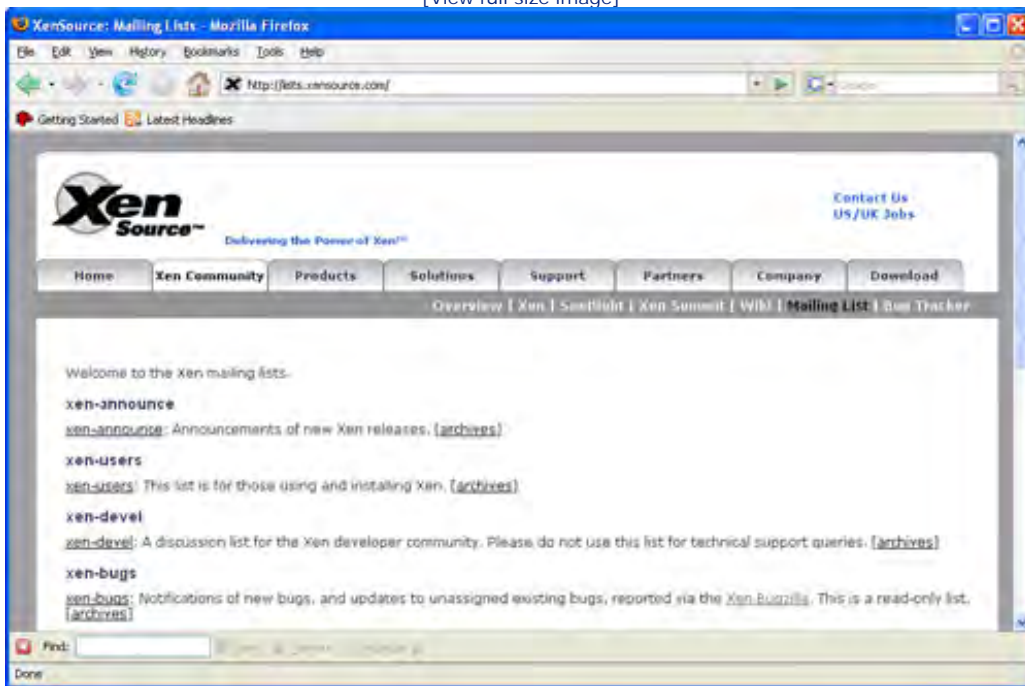 [View full size image]
XenSource: Mailing Lists - Mozilla Firefox
File Edit View History Bookmarks Tools Help
http://lists.xensource.com/
Getting Started Latest Headlines
Xen
Source™
Delivering the Power of Xen™
Contact Us
US/UK Jobs
Home Xen Community Products Solutions Support Partners Company Download
Overview | Xen | Spotlight | Xen Summit | Wiki | Mailing List | Bug Tracker
Welcome to the Xen mailing lists.
xen-announce
xen-announce: Announcements of new Xen releases. [archives]
xen-users
xen-users: This list is for those using and installing Xen. [archives]
xen-devel
xen-devel: A discussion list for the Xen developer community. Please do not use this list for technical support queries. [archives]
xen-bugs
xen-bugs: Notifications of new bugs, and updates to unassigned existing bugs, reported via the Xen Bugzilla. This is a read-only list.
[archives]
Find:
Done